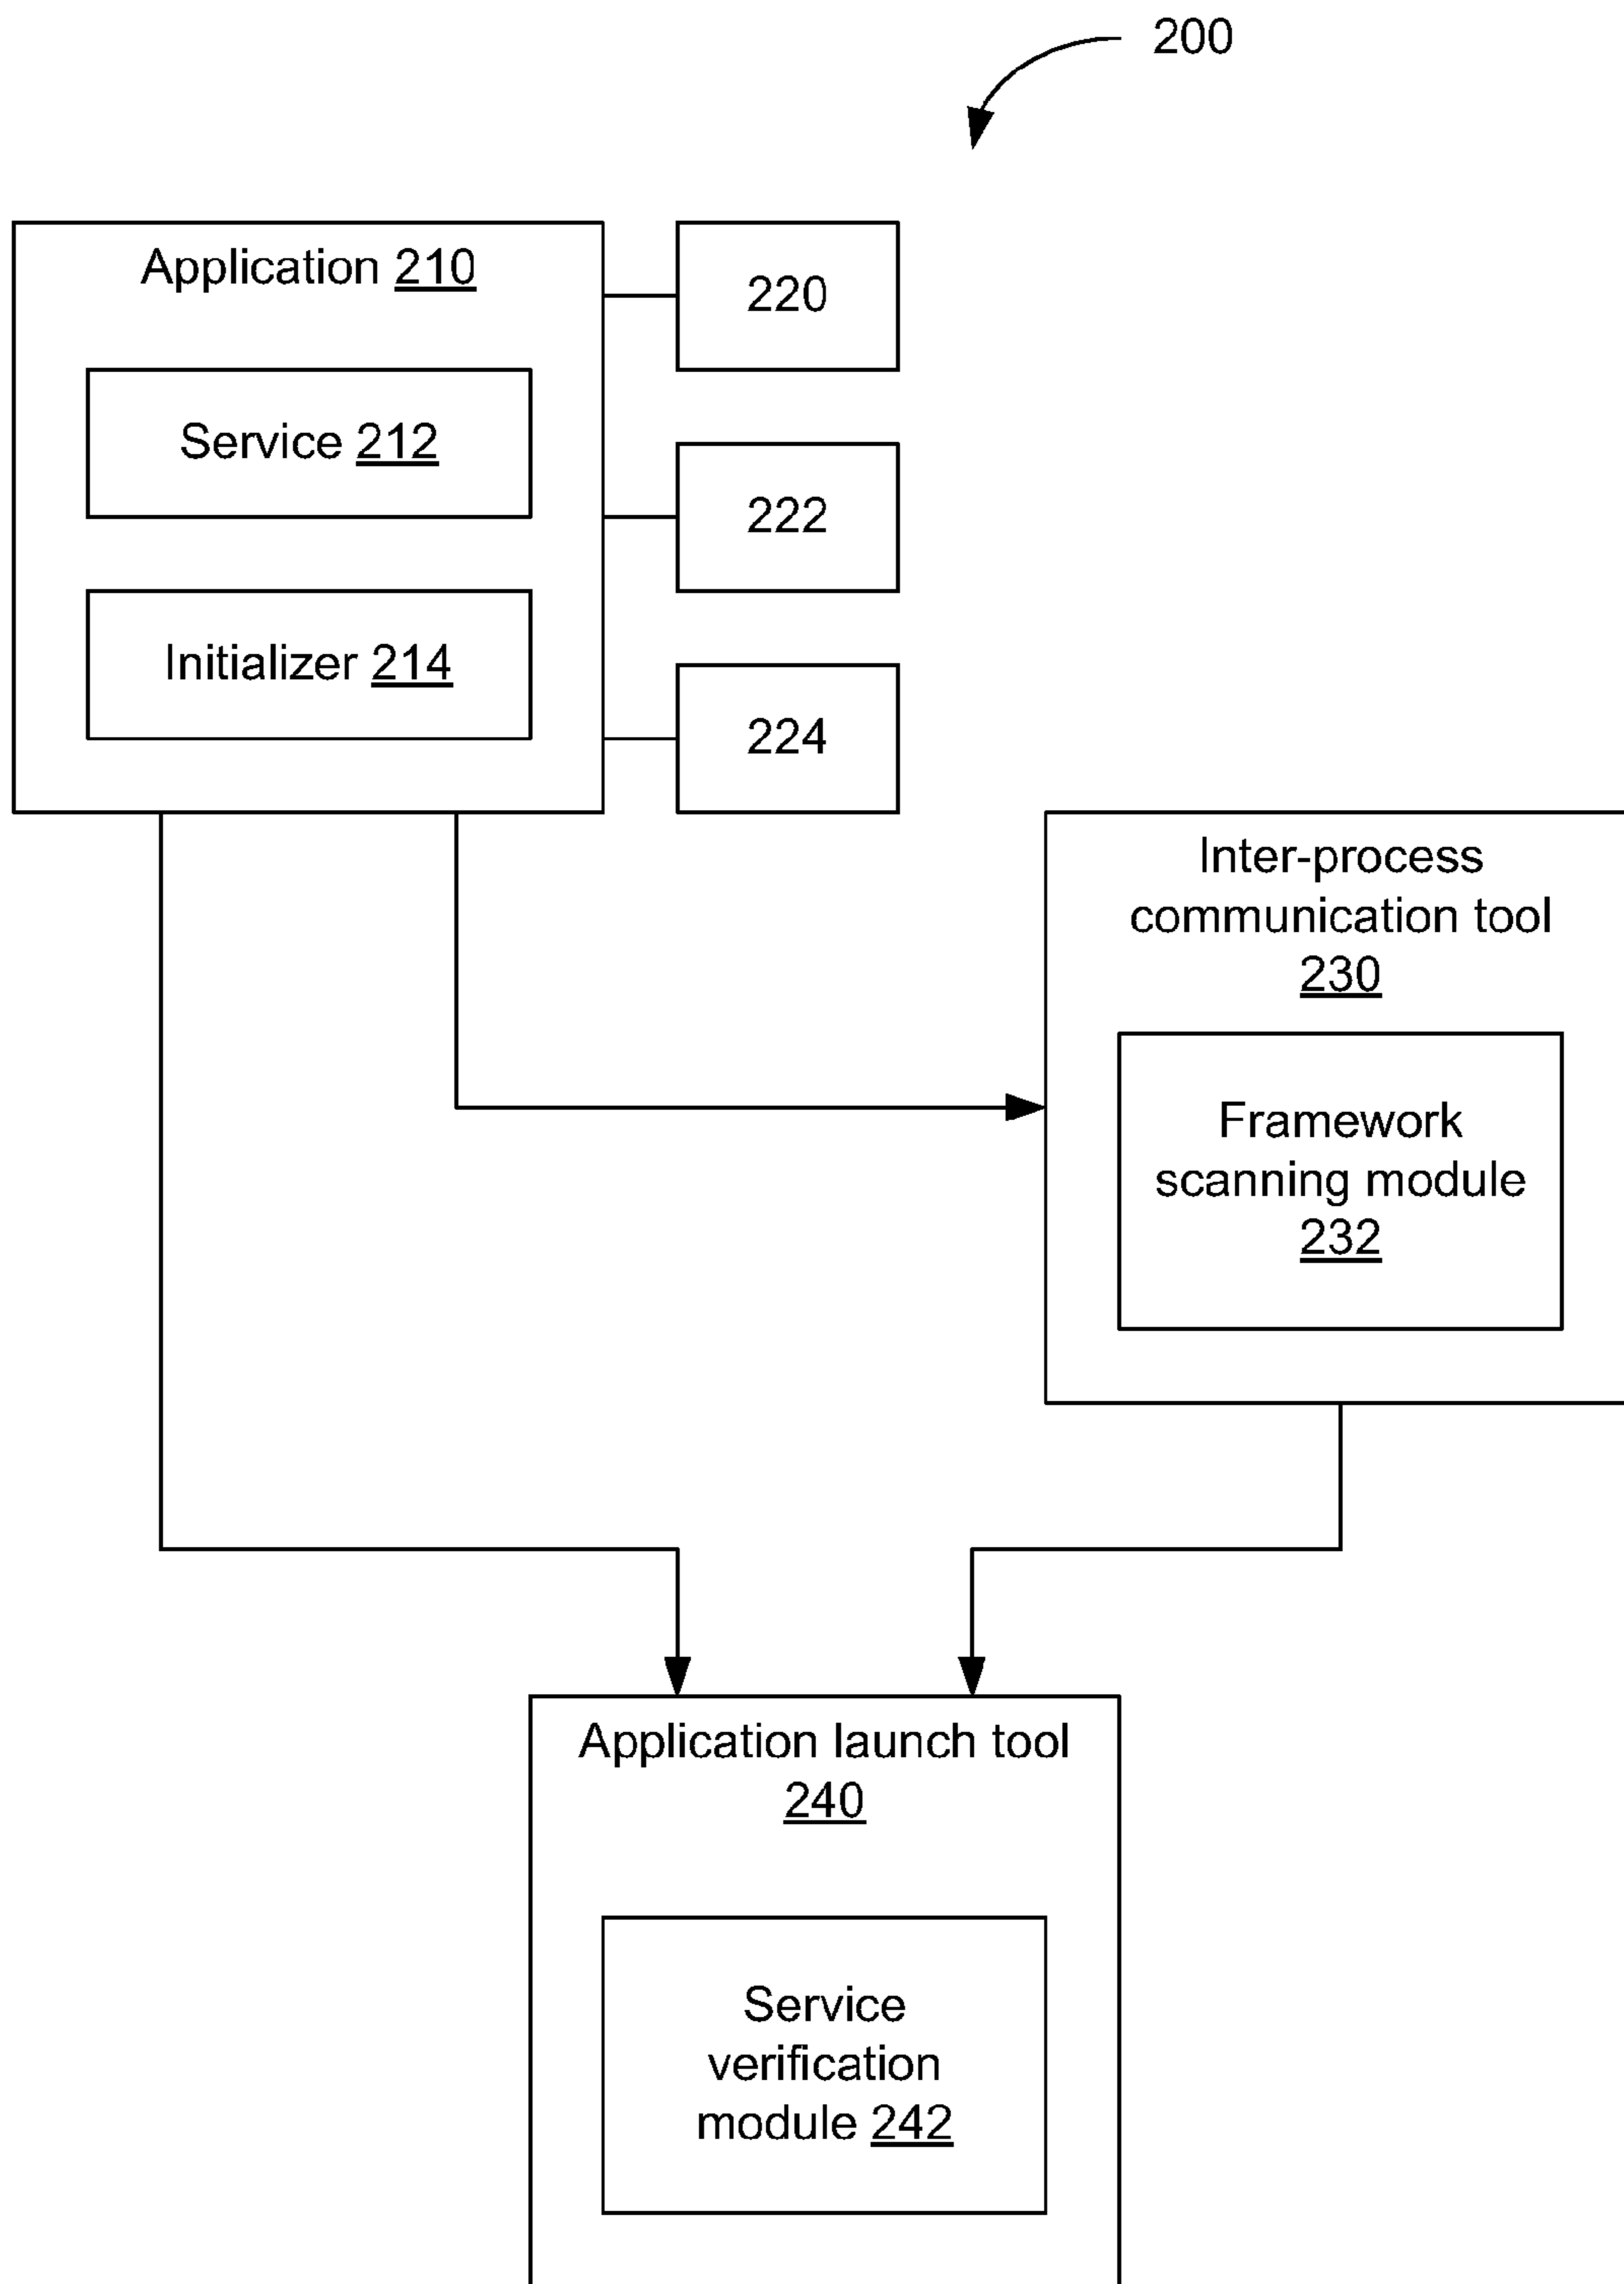 200
Application 210
220
Service 212
222
Initializer 214
224
Inter-process
communication tool
230
Framework
scanning module
232
Application launch tool
240
Service
verification
module 242